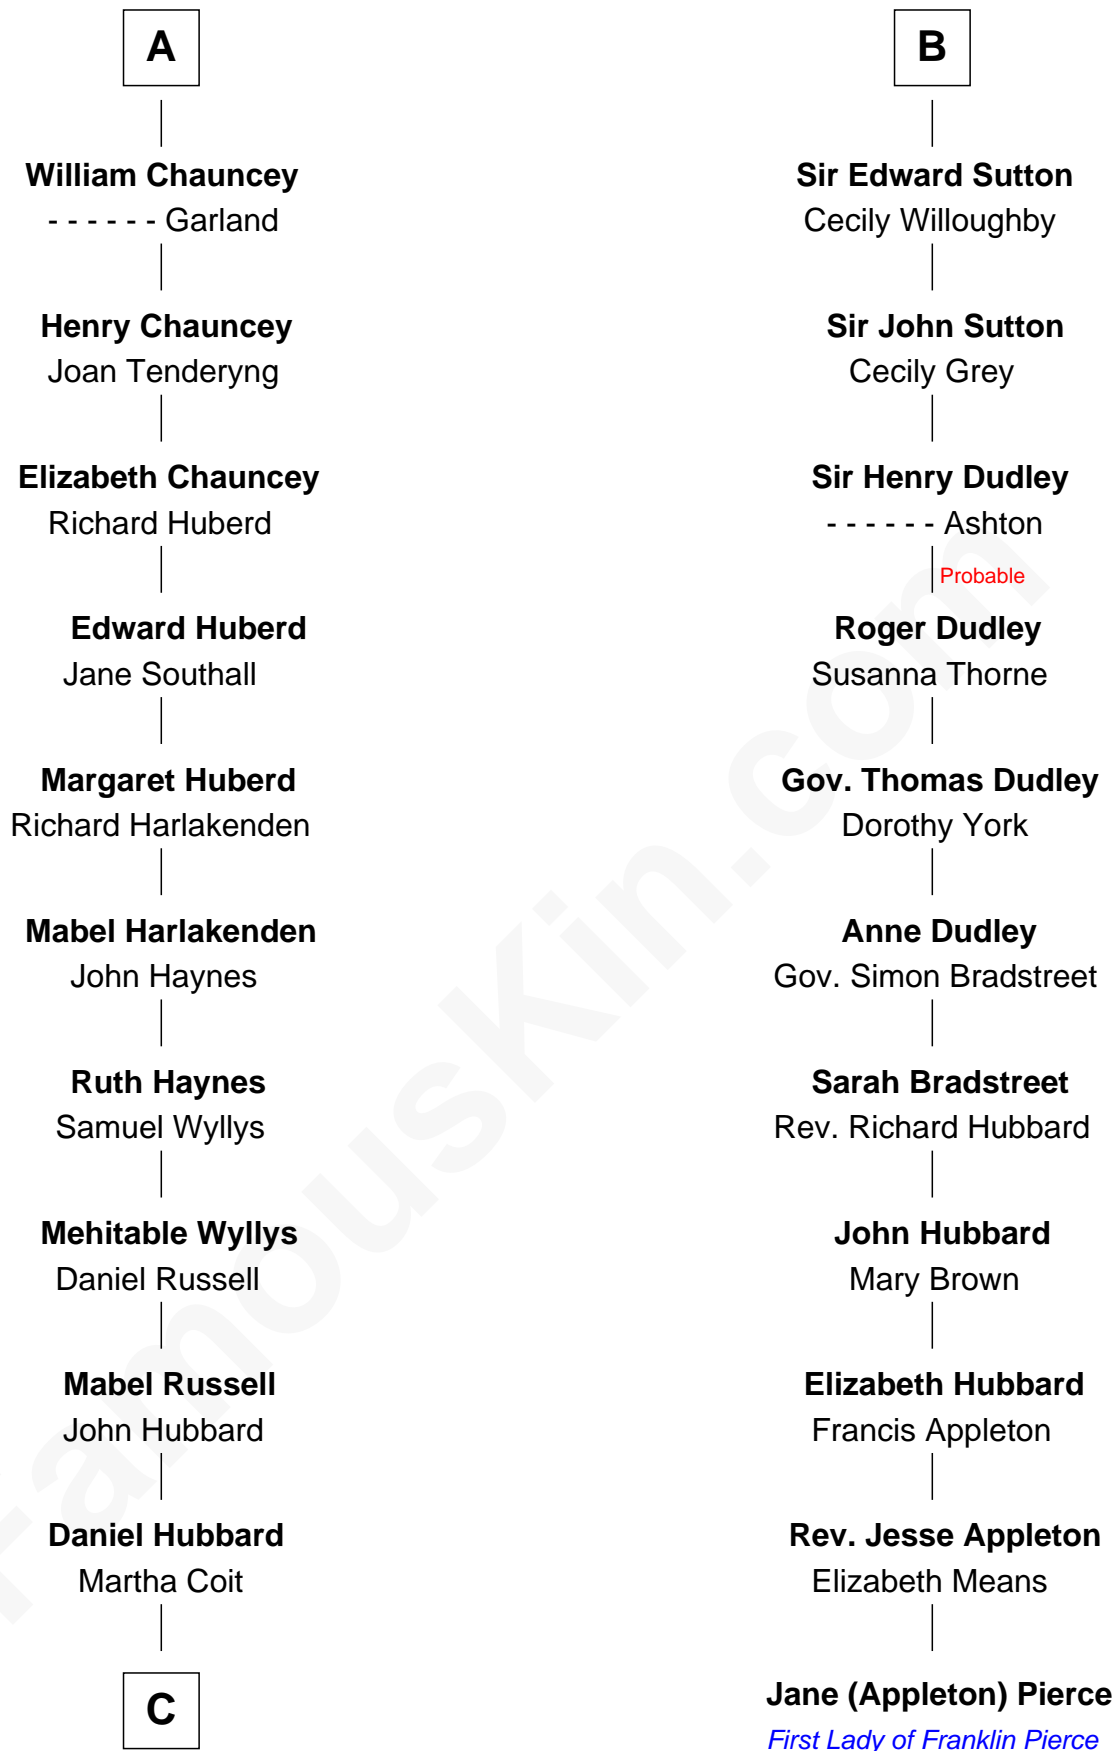 A
William Chauncey
- - - - - - Garland
Henry Chauncey
Joan Tenderyng
Elizabeth Chauncey
Richard Huberd
Edward Huberd
Jane Southall
Margaret Huberd
Richard Harlakenden
Mabel Harlakenden
John Haynes
Ruth Haynes
Samuel Wyllys
Mehitable Wyllys
Daniel Russell
Mabel Russell
John Hubbard
Daniel Hubbard
Martha Coit
C
B
Sir Edward Sutton
Cecily Willoughby
Sir John Sutton
Cecily Grey
Sir Henry Dudley
- - - - - - Ashton
Probable
Roger Dudley
Susanna Thorne
Gov. Thomas Dudley
Dorothy York
Anne Dudley
Gov. Simon Bradstreet
Sarah Bradstreet
Rev. Richard Hubbard
John Hubbard
Mary Brown
Elizabeth Hubbard
Francis Appleton
Rev. Jesse Appleton
Elizabeth Means
Jane (Appleton) Pierce
First Lady of Franklin Pierce
FamousKin.com